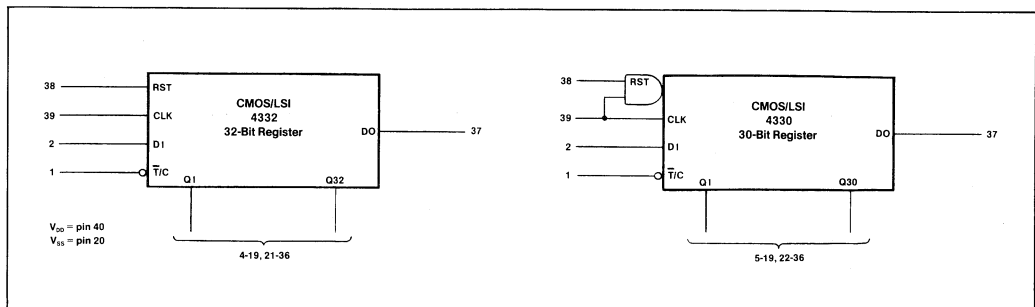 38
RST
CMOS/LSI
4332
32-Bit Register
39
CLK
DO
37
2
DI
1
T̅/C
Q1
Q32
V_DD = pin 40
V_SS = pin 20
4-19, 21-36
38
RST
CMOS/LSI
4330
30-Bit Register
39
CLK
DO
37
2
DI
1
T̅/C
Q1
Q30
5-19, 22-36